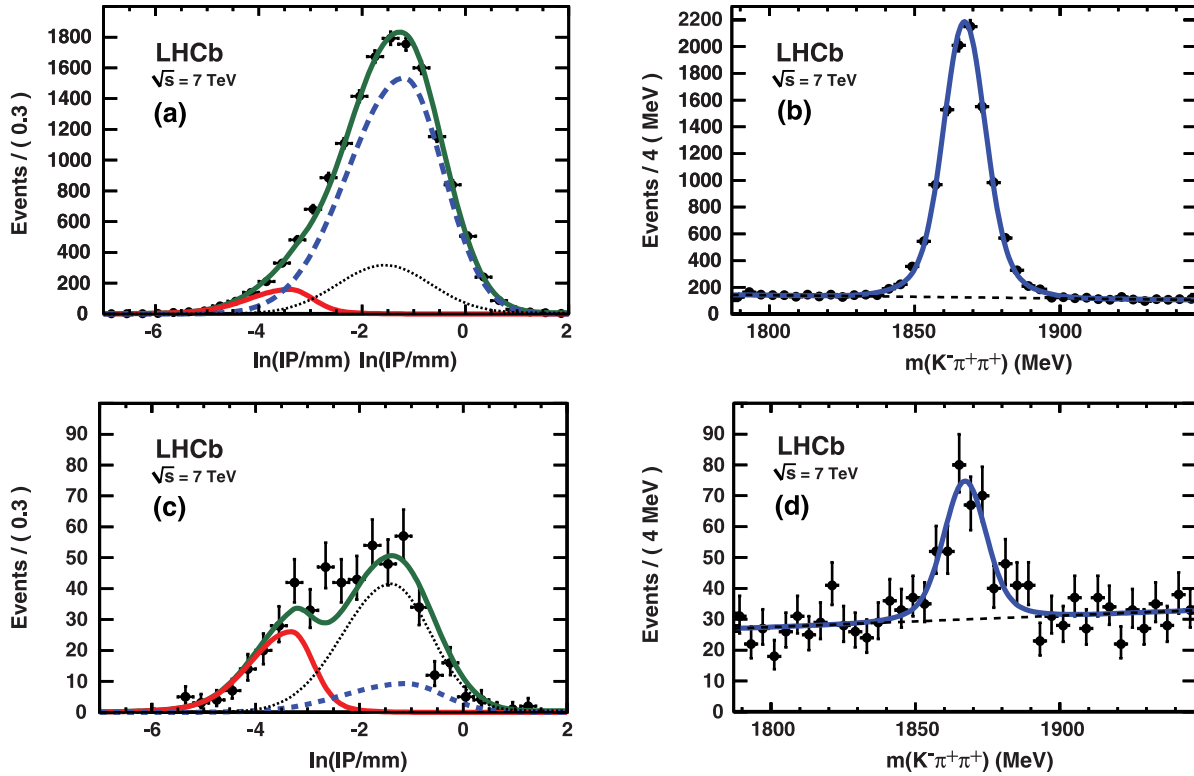 1800
1600
1400
1200
1000
800
600
400
200
0
Events / ( 0.3 )
LHCb
√s = 7 TeV
(a)
-6 -4 -2 0 2
ln(IP/mm) ln(IP/mm)
2200
2000
1800
1600
1400
1200
1000
800
600
400
200
0
Events / 4 ( MeV )
LHCb
√s = 7 TeV
(b)
1800 1850 1900
m(K⁻π⁺π⁺) (MeV)
90
80
70
60
50
40
30
20
10
0
Events / ( 0.3 )
LHCb
√s = 7 TeV
(c)
-6 -4 -2 0 2
ln(IP/mm)
90
80
70
60
50
40
30
20
10
0
Events / ( 4 MeV )
LHCb
√s = 7 TeV
(d)
1800 1850 1900
m(K⁻π⁺π⁺) (MeV)